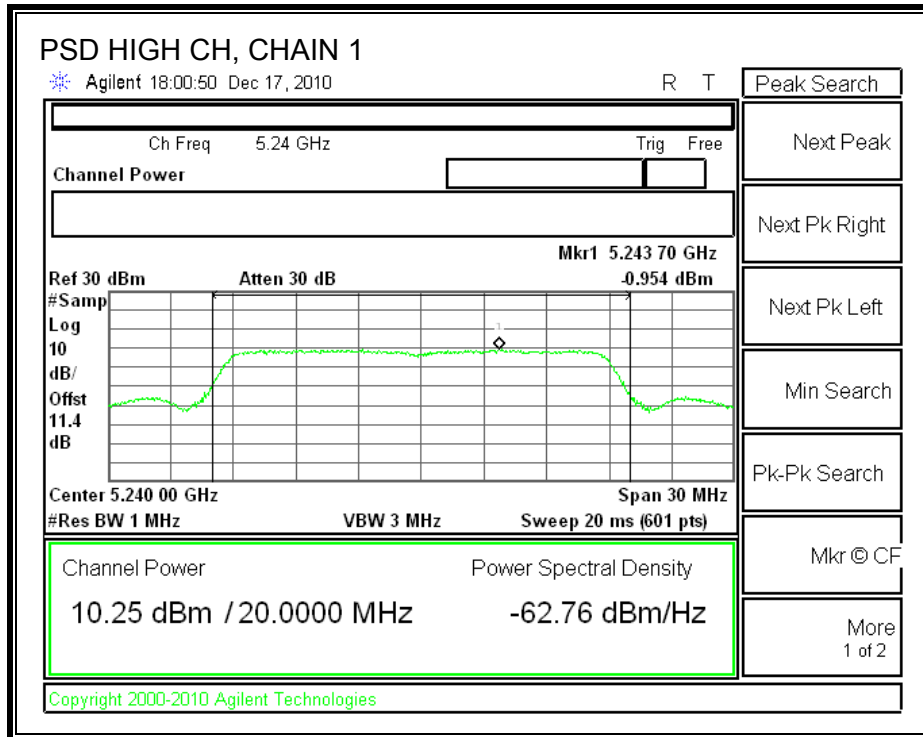 PSD HIGH CH, CHAIN 1
Agilent 18:00:50 Dec 17, 2010 R T
Peak Search
Ch Freq 5.24 GHz Trig Free
Channel Power
Next Peak
Next Pk Right
Mkr1 5.243 70 GHz
Ref 30 dBm Atten 30 dB -0.954 dBm
#Samp
Log
10
dB/
Offst
11.4
dB
1
Next Pk Left
Min Search
Pk-Pk Search
Center 5.240 00 GHz Span 30 MHz
#Res BW 1 MHz VBW 3 MHz Sweep 20 ms (601 pts)
Mkr © CF
Channel Power Power Spectral Density
10.25 dBm / 20.0000 MHz -62.76 dBm/Hz
More
1 of 2
Copyright 2000-2010 Agilent Technologies